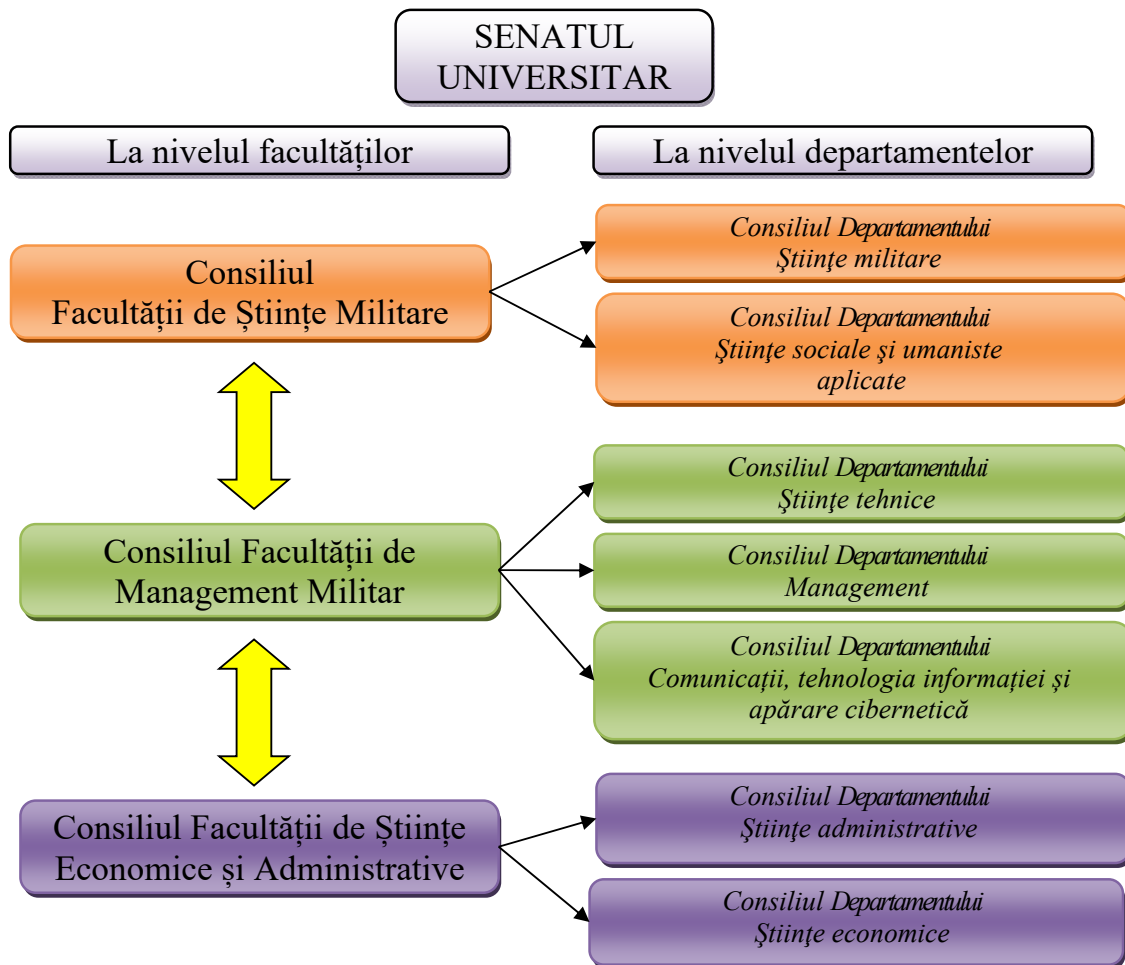 SENATUL
UNIVERSITAR
La nivelul facultăților
La nivelul departamentelor
Consiliul
Facultății de Științe Militare
Consiliul Departamentului
Ştiinţe militare
Consiliul Departamentului
Ştiinţe sociale şi umaniste
aplicate
Consiliul Facultății de
Management Militar
Consiliul Departamentului
Ştiinţe tehnice
Consiliul Departamentului
Management
Consiliul Departamentului
Comunicații, tehnologia informației și
apărare cibernetică
Consiliul Facultății de Științe
Economice și Administrative
Consiliul Departamentului
Ştiinţe administrative
Consiliul Departamentului
Ştiinţe economice